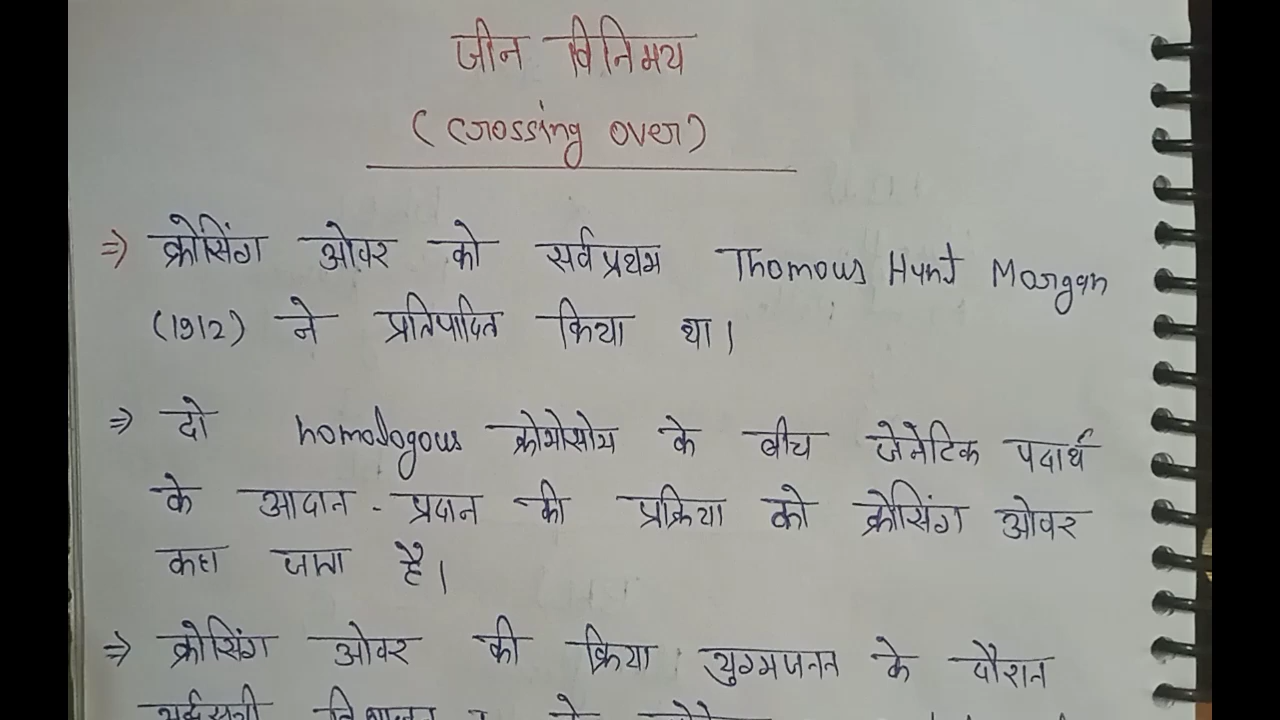 जीन विनिमय
(crossing over)
⇒ क्रोसिंग ओवर को सर्वप्रथम Thomous Hunt Morgan
(1912) ने प्रतिपादित किया था।
⇒ दो homologous क्रोमोसोम के बीच जेनेटिक पदार्थ
के आदान-प्रदान की प्रक्रिया को क्रोसिंग ओवर
कहा जाता है।
⇒ क्रोसिंग ओवर की क्रिया युग्मजनन के दौरान